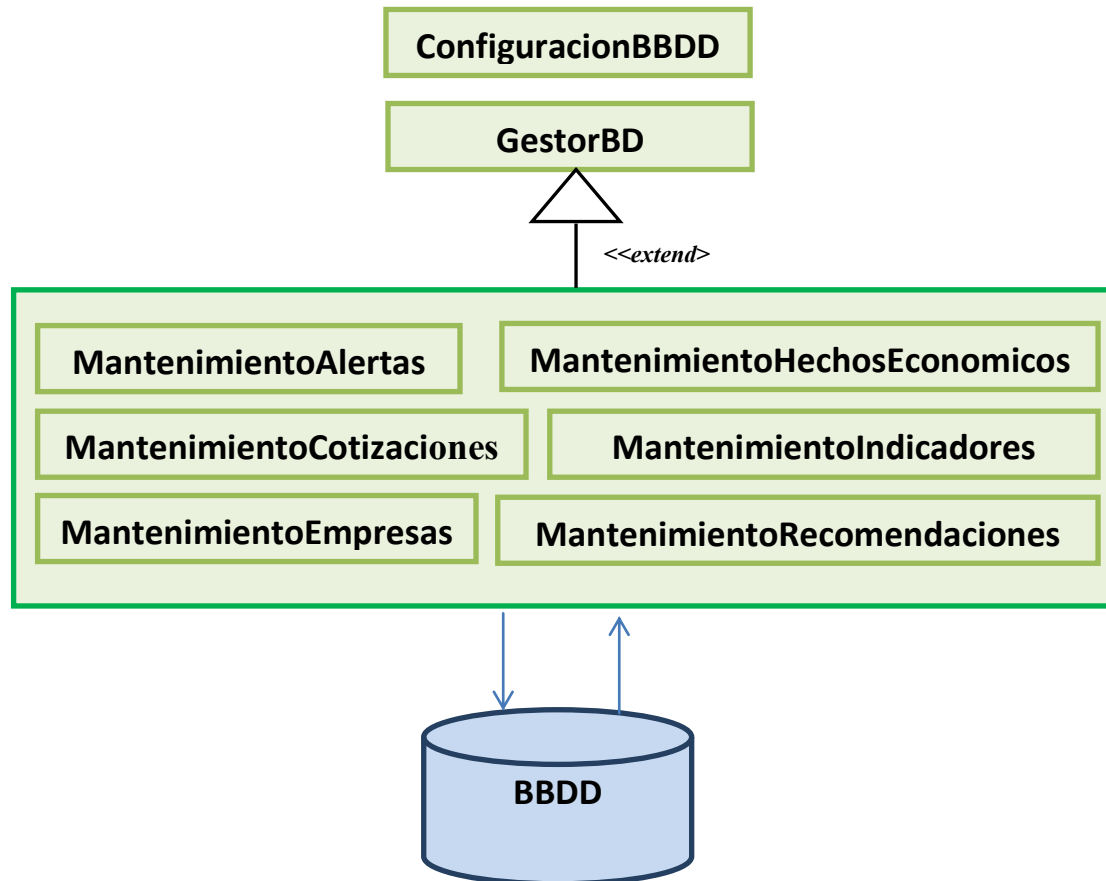 ConfiguracionBBDD
GestorBD
<<extend>
MantenimientoAlertas
MantenimientoHechosEconomicos
MantenimientoCotizaciones
MantenimientoIndicadores
MantenimientoEmpresas
MantenimientoRecomendaciones
BBDD